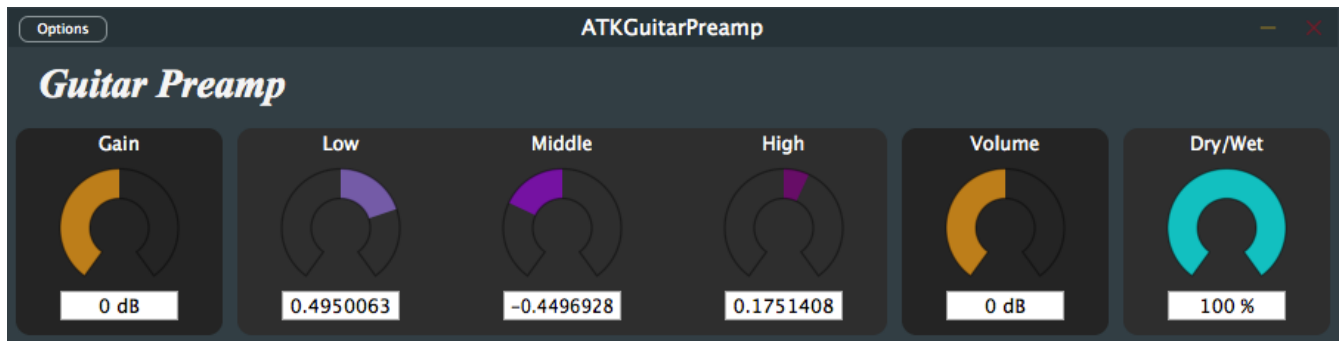 Options
ATKGuitarPreamp
Guitar Preamp
Gain
Low
Middle
High
Volume
Dry/Wet
0 dB
0.4950063
-0.4496928
0.1751408
0 dB
100 %